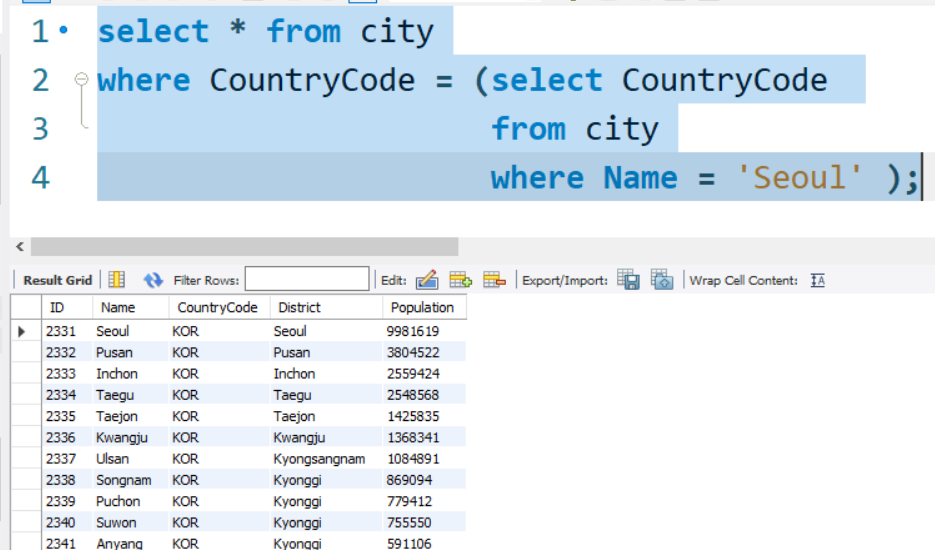 1 select * from city
2 where CountryCode = (select CountryCode
3 from city
4 where Name = 'Seoul' );
Result Grid Filter Rows: Edit: Export/Import: Wrap Cell Content:
ID Name CountryCode District Population
2331 Seoul KOR Seoul 9981619
2332 Pusan KOR Pusan 3804522
2333 Inchon KOR Inchon 2559424
2334 Taegu KOR Taegu 2548568
2335 Taejon KOR Taejon 1425835
2336 Kwangju KOR Kwangju 1368341
2337 Ulsan KOR Kyongsangnam 1084891
2338 Songnam KOR Kyonggi 869094
2339 Puchon KOR Kyonggi 779412
2340 Suwon KOR Kyonggi 755550
2341 Anyang KOR Kyonggi 591106